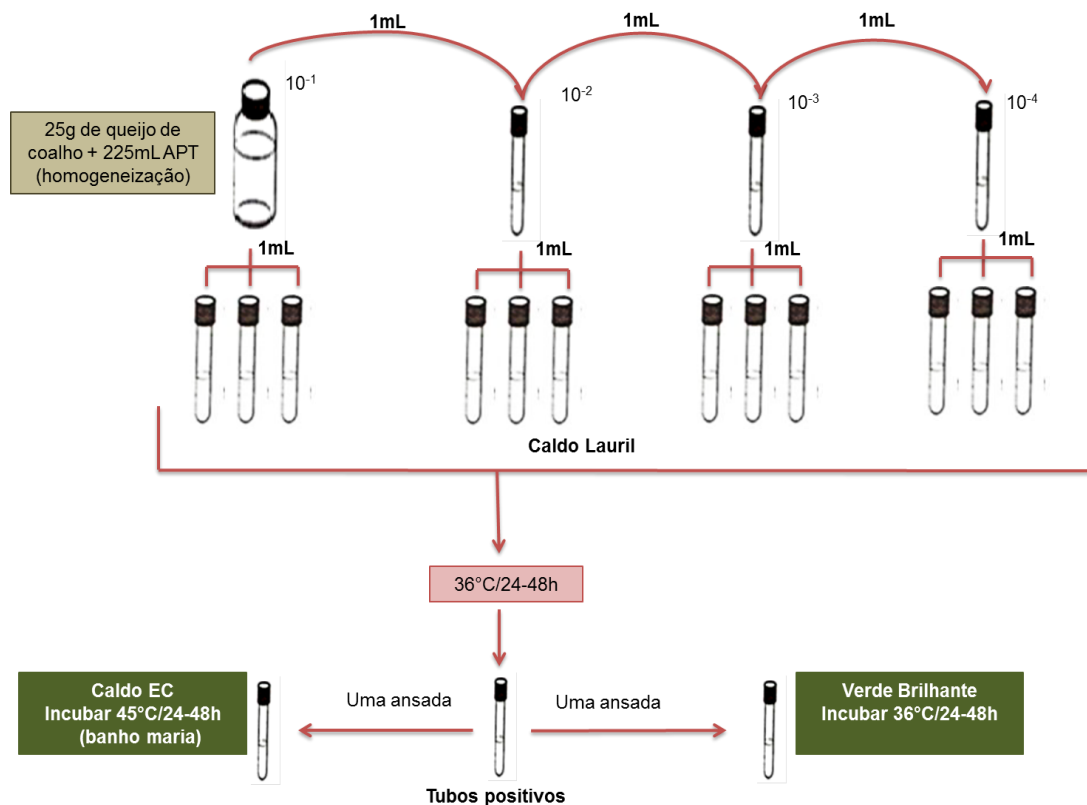 1mL
1mL
1mL
10-1
10-2
10-3
10-4
25g de queijo de
coalho + 225mL APT
(homogeneização)
1mL
1mL
1mL
1mL
Caldo Lauril
36°C/24-48h
Caldo EC
Incubar 45°C/24-48h
(banho maria)
Uma ansada
Uma ansada
Verde Brilhante
Incubar 36°C/24-48h
Tubos positivos